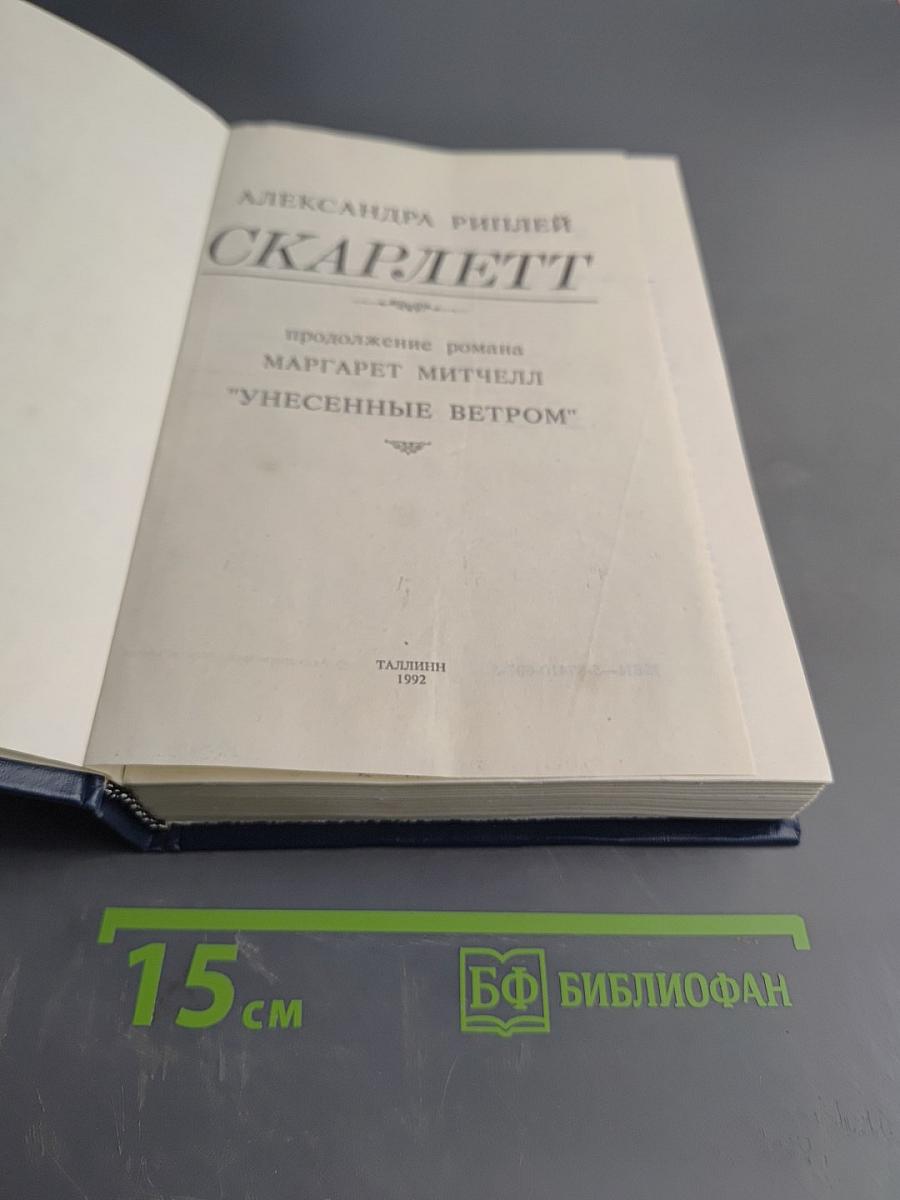 АЛЕКСАНДРА РИПЛЕЙ
СКАРЛЕТТ
продолжение романа
МАРГАРЕТ МИТЧЕЛЛ
"УНЕСЕННЫЕ ВЕТРОМ"
ТАЛЛИНН
1992
15 см
БФ БИБЛИОФАН